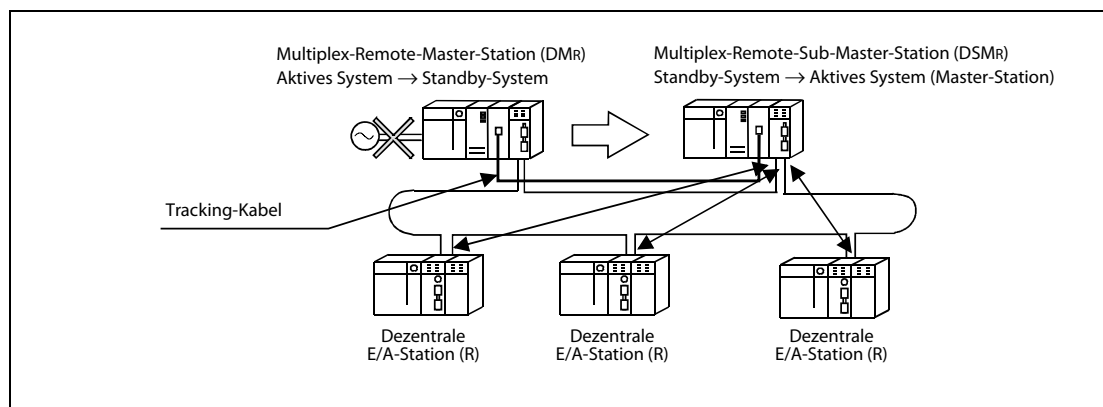 Multiplex-Remote-Master-Station (DMR)
Aktives System → Standby-System
Multiplex-Remote-Sub-Master-Station (DSMR)
Standby-System → Aktives System (Master-Station)
Tracking-Kabel
Dezentrale
E/A-Station (R)
Dezentrale
E/A-Station (R)
Dezentrale
E/A-Station (R)